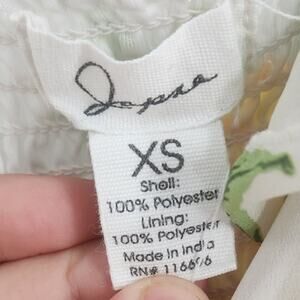 XS
Shell:
100% Polyester
Lining:
100% Polyester
Made in India
RN#